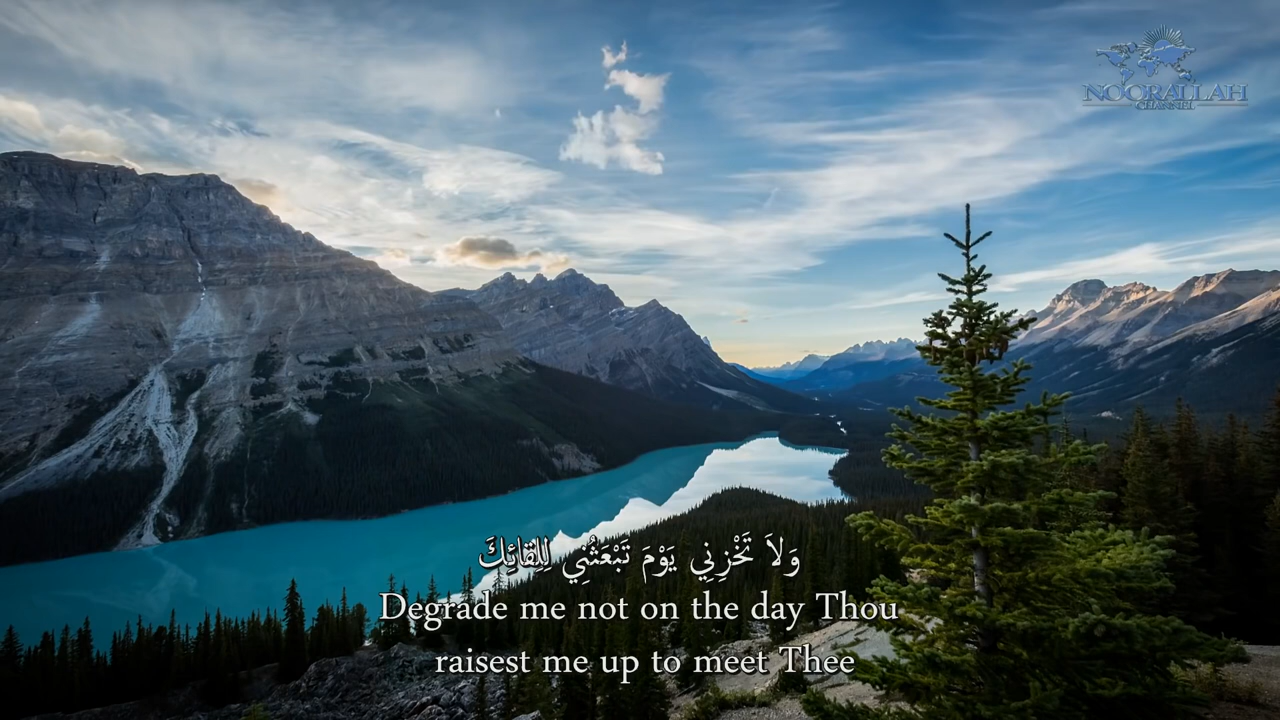 NOORALLAH
CHANNEL
وَلاَ تَخْزِنِي يَوْمَ تَبْعَثُنِي لِلِقَائِكَ
Degrade me not on the day Thou
raisest me up to meet Thee